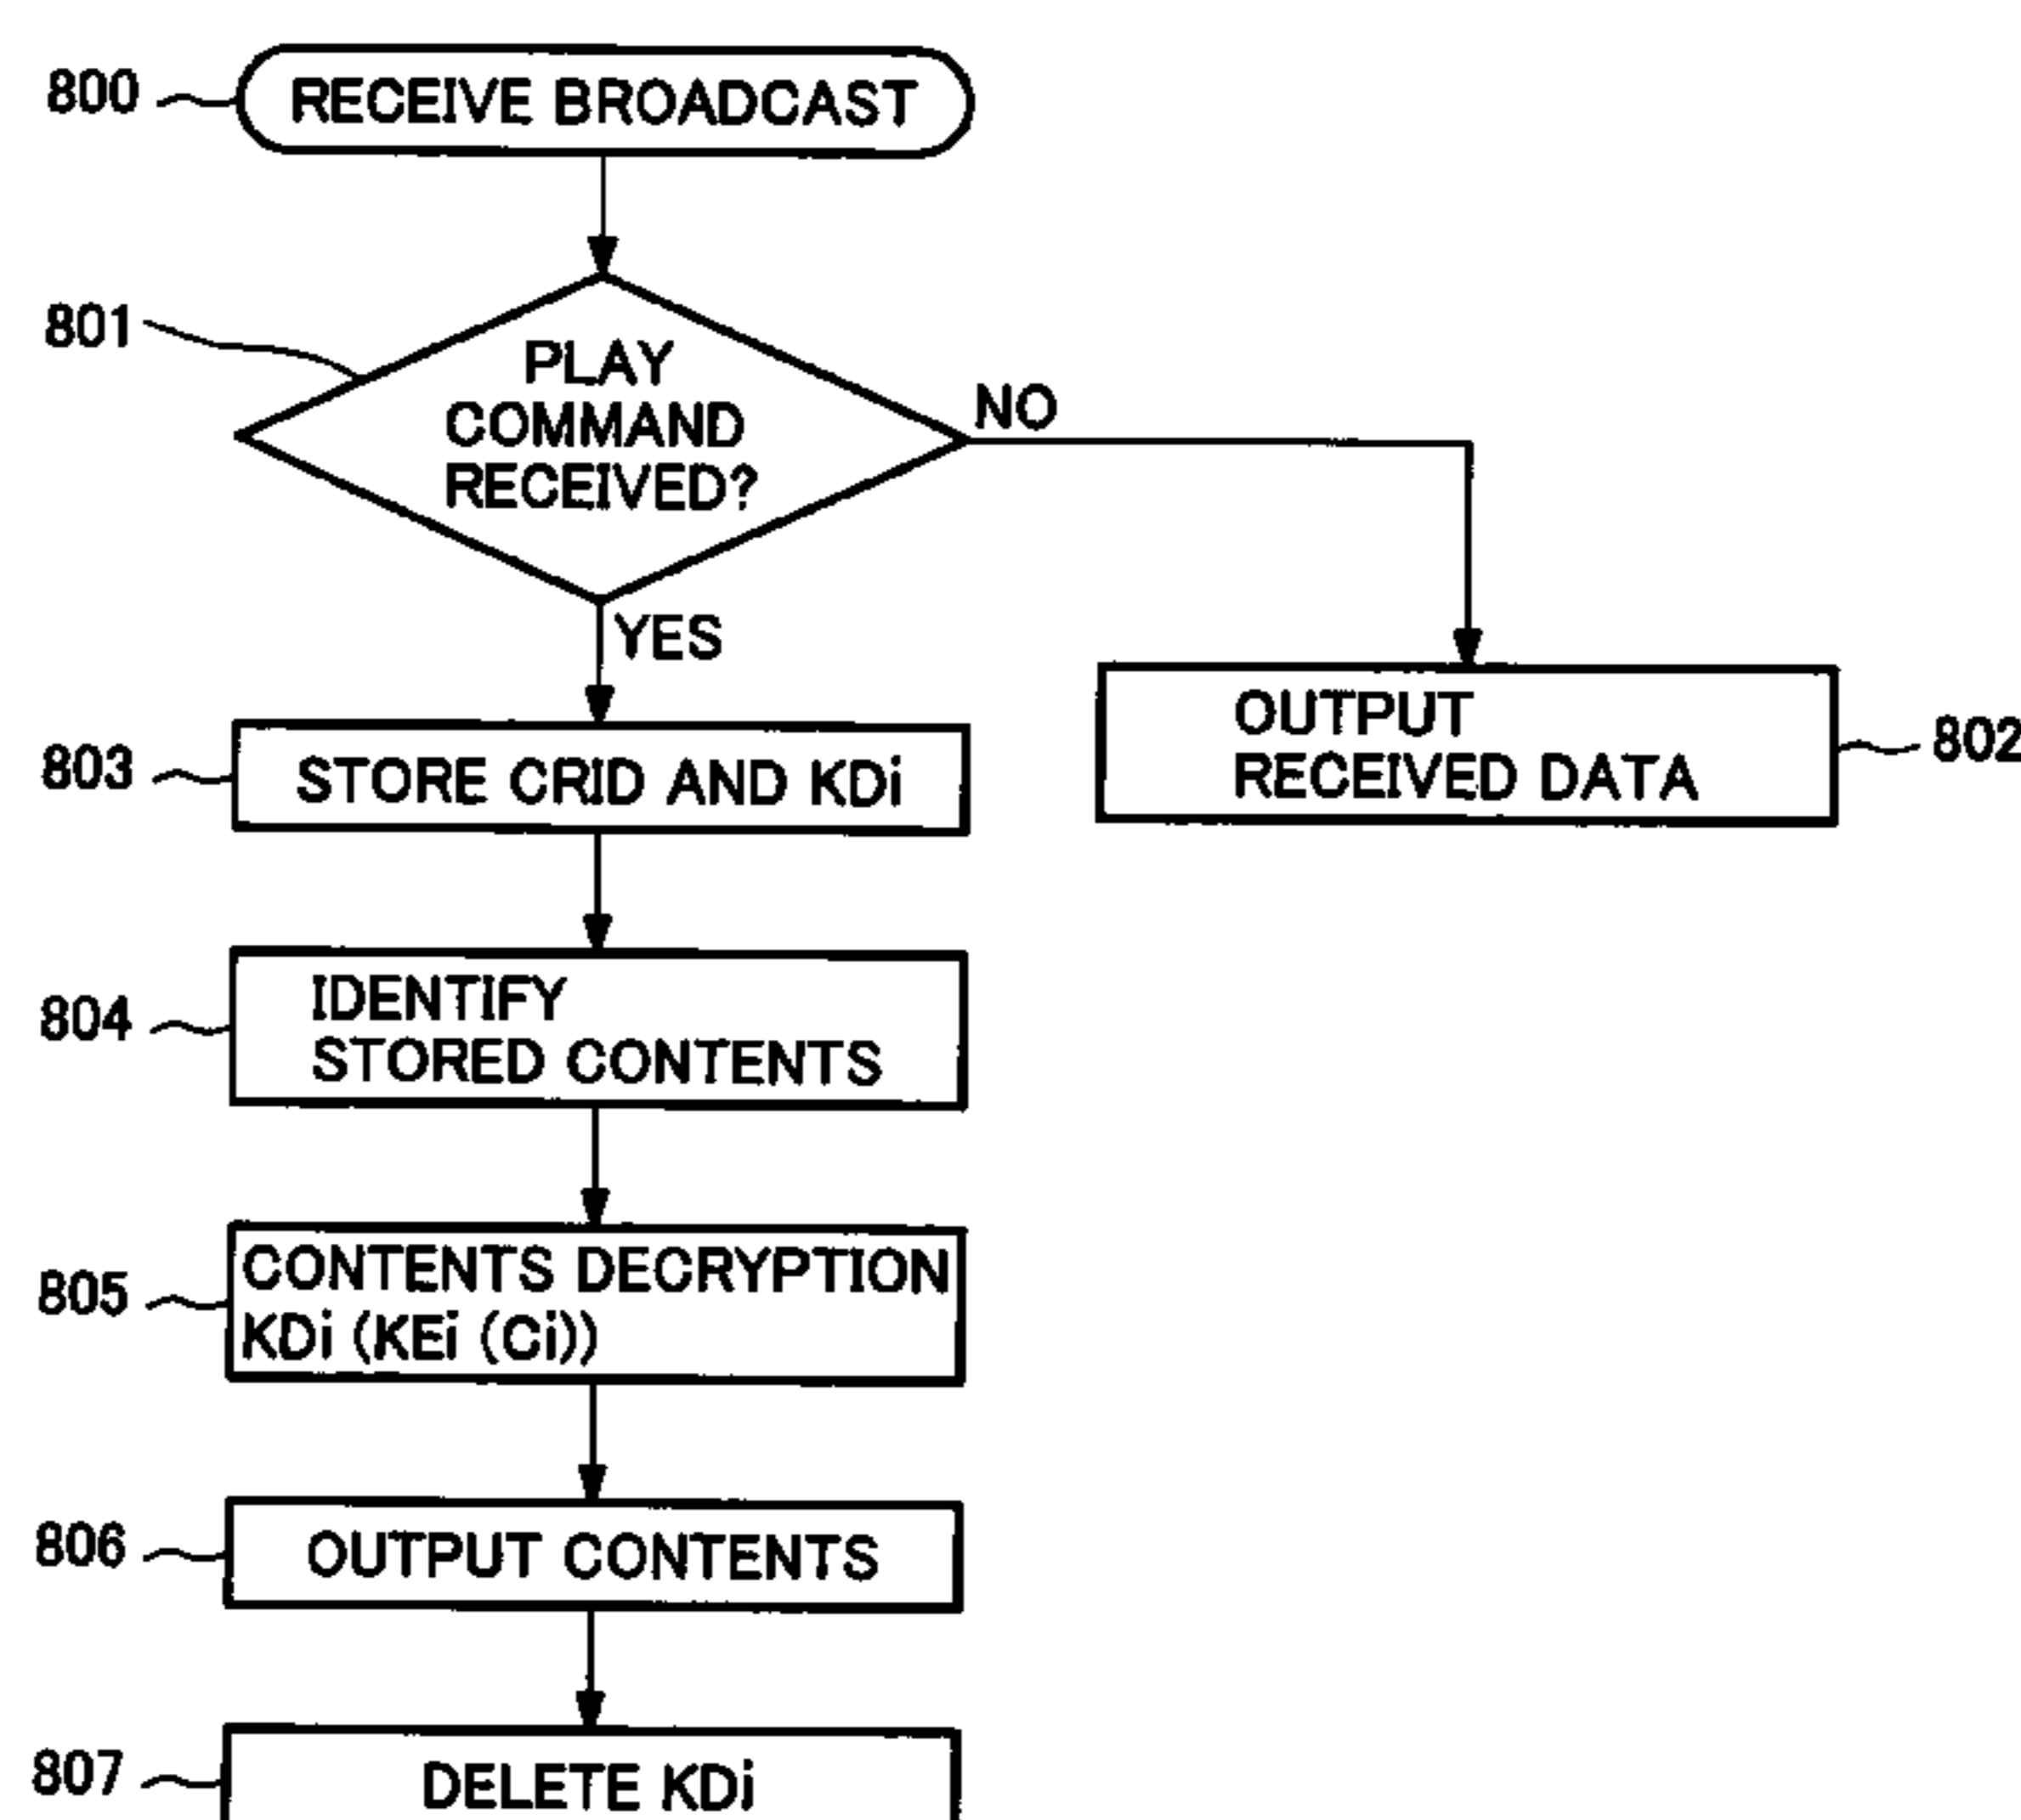 800
RECEIVE BROADCAST
801
PLAY
COMMAND
RECEIVED?
NO
YES
OUTPUT
RECEIVED DATA
802
803
STORE CRID AND KDi
804
IDENTIFY
STORED CONTENTS
805
CONTENTS DECRYPTION
KDi (KEi (Ci))
806
OUTPUT CONTENTS
807
DELETE KDi